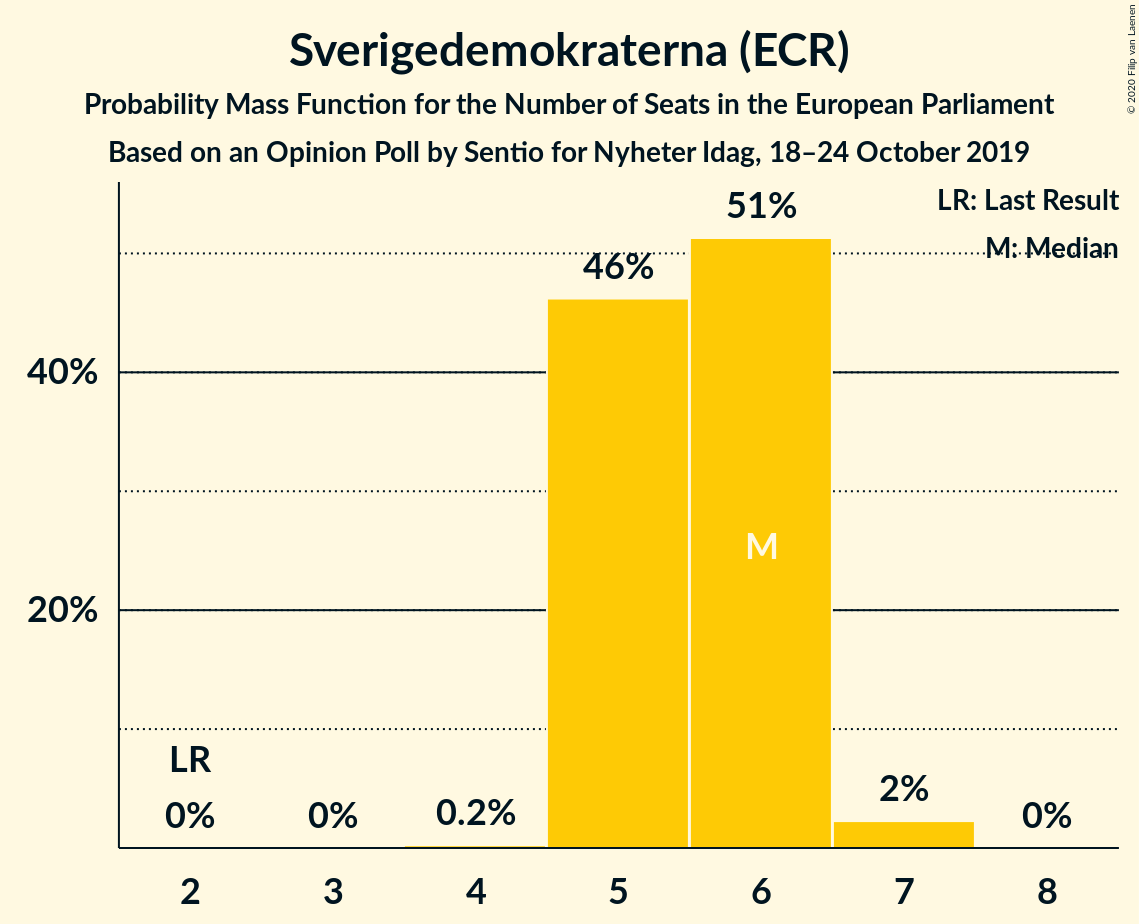 Sverigedemokraterna (ECR)
Probability Mass Function for the Number of Seats in the European Parliament
Based on an Opinion Poll by Sentio for Nyheter Idag, 18–24 October 2019
© 2020 Filip van Laenen
LR: Last Result
M: Median
51%
46%
40%
M
20%
LR
0%
0%
0.2%
2%
0%
2
3
4
5
6
7
8